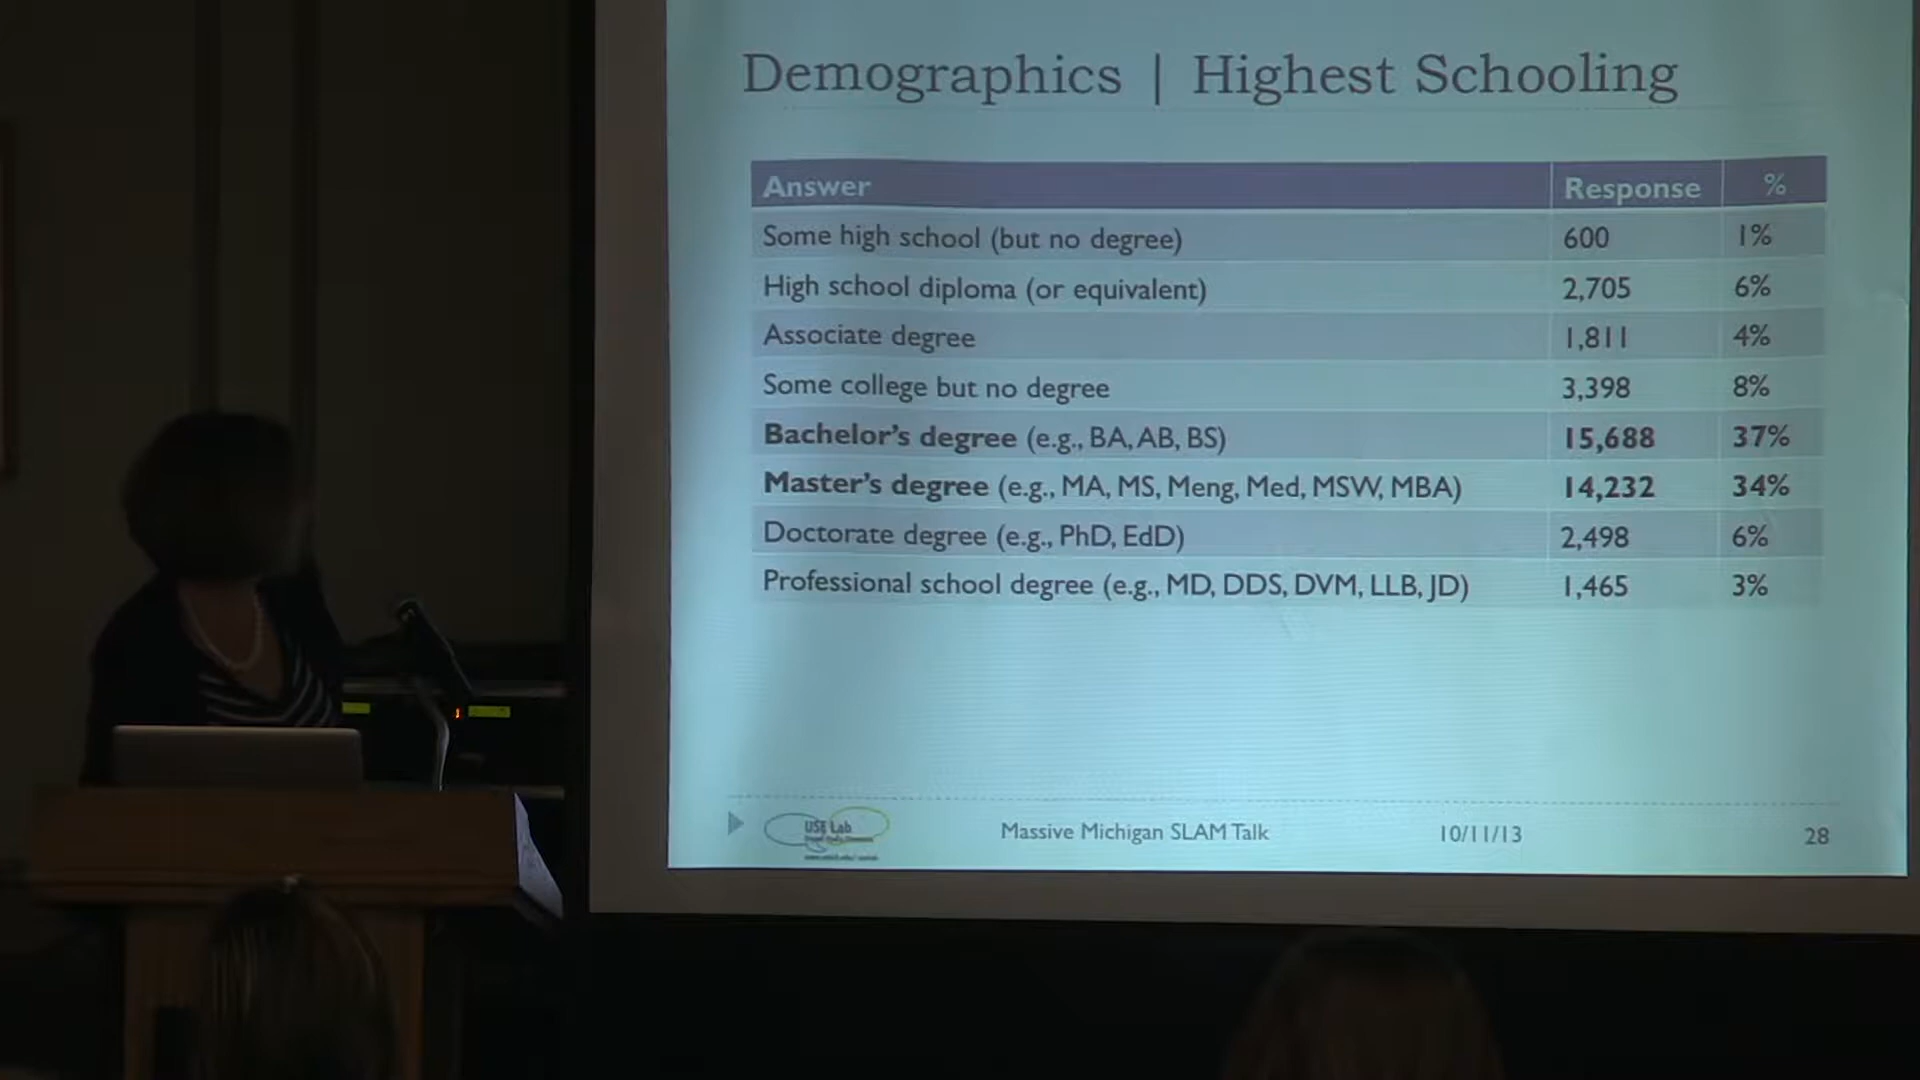 Demographics | Highest Schooling
Answer Response %
Some high school (but no degree) 600 1%
High school diploma (or equivalent) 2,705 6%
Associate degree 1,811 4%
Some college but no degree 3,398 8%
Bachelor's degree (e.g., BA, AB, BS) 15,688 37%
Master's degree (e.g., MA, MS, Meng, Med, MSW, MBA) 14,232 34%
Doctorate degree (e.g., PhD, EdD) 2,498 6%
Professional school degree (e.g., MD, DDS, DVM, LLB, JD) 1,465 3%
USE Lab
Massive Michigan SLAM Talk 10/11/13 28